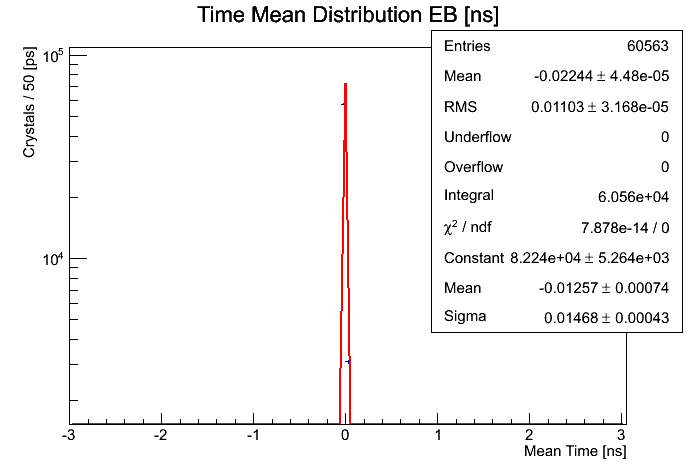 Time Mean Distribution EB [ns]
Crystals / 50 [ps]
10⁵
10⁴
Entries 60563
Mean -0.02244 ± 4.48e-05
RMS 0.01103 ± 3.168e-05
Underflow 0
Overflow 0
Integral 6.056e+04
χ² / ndf 7.878e-14 / 0
Constant 8.224e+04 ± 5.264e+03
Mean -0.01257 ± 0.00074
Sigma 0.01468 ± 0.00043
-3 -2 -1 0 1 2 3
Mean Time [ns]